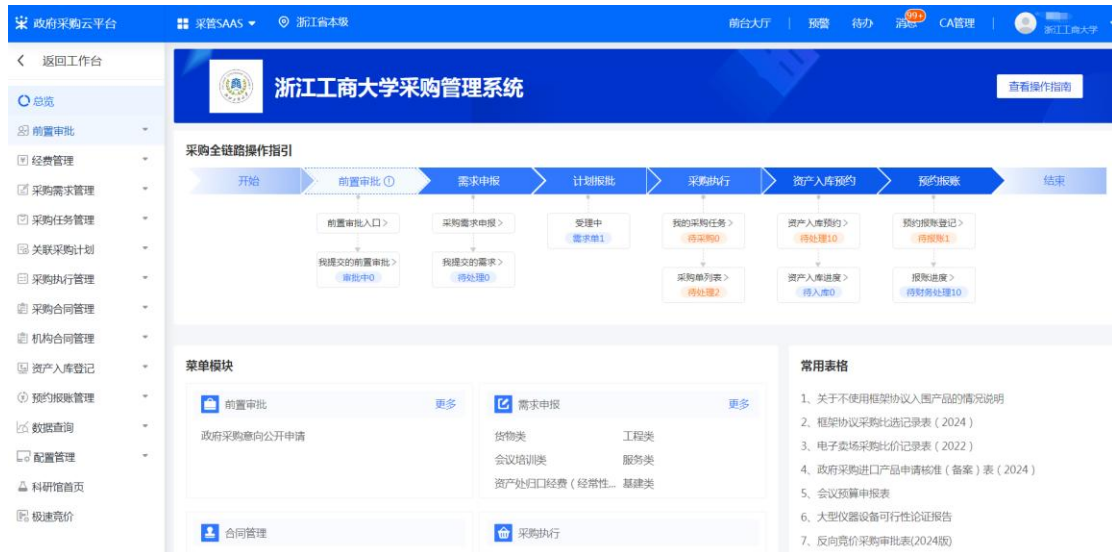 政府采购云平台 采管SAAS 浙江省本级 前台大厅 | 预警 待办 消息 99+ CA管理 | 浙江工商大学
返回工作台
总览
前置审批
经费管理
采购需求管理
采购任务管理
关联采购计划
采购执行管理
采购合同管理
机构合同管理
资产入库登记
预约报账管理
数据查询
配置管理
科研馆首页
极速竞价
浙江工商大学采购管理系统 查看操作指南
采购全链路操作指引
开始 前置审批 需求申报 计划报批 采购执行 资产入库预约 预约报账 结束
前置审批入口> 采购需求申报> 受理中 我的采购任务> 资产入库预约> 预约报账登记>
需求单1 待采购0 待处理10 待报账1
我提交的前置审批> 我提交的需求> 采购单列表> 资产入库进度> 报账进度>
审批中0 待处理0 待处理2 待入库0 待财务处理10
菜单模块
前置审批 更多
政府采购意向公开申请
需求申报 更多
货物类 工程类
会议培训类 服务类
资产处归口经费（经常性... 基建类
合同管理
采购执行
常用表格
1、关于不使用框架协议入围产品的情况说明
2、框架协议采购比选记录表（2024）
3、电子卖场采购比价记录表（2022）
4、政府采购进口产品申请核准（备案）表（2024）
5、会议预算申报表
6、大型仪器设备可行性论证报告
7、反向竞价采购审批表(2024版)